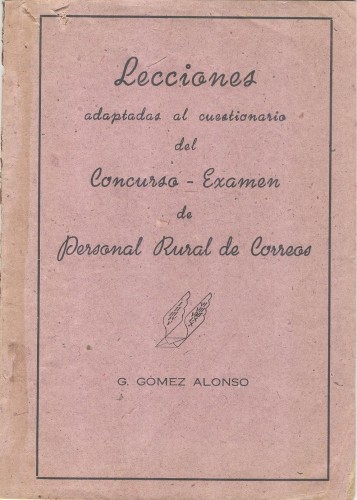 Lecciones
adaptadas al cuestionario
del
Concurso - Examen
de
Personal Rural de Correos
G. GÓMEZ ALONSO